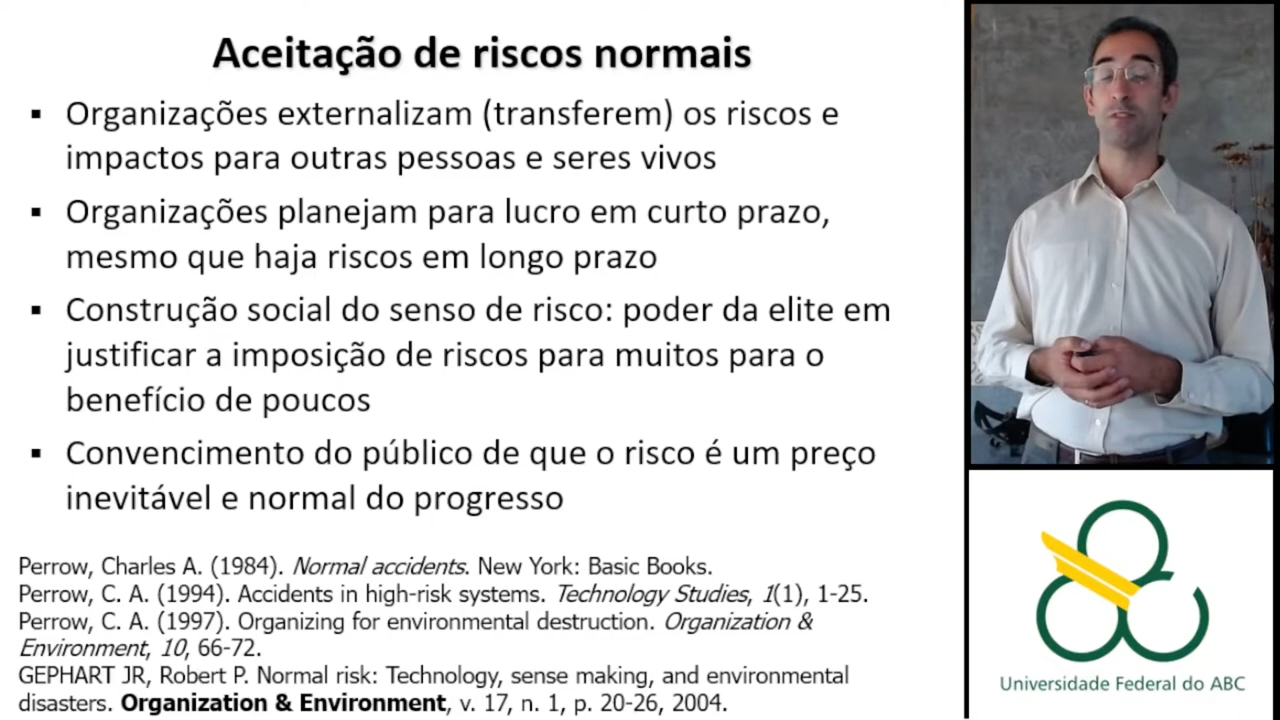 Aceitação de riscos normais
▪ Organizações externalizam (transferem) os riscos e
impactos para outras pessoas e seres vivos
▪ Organizações planejam para lucro em curto prazo,
mesmo que haja riscos em longo prazo
▪ Construção social do senso de risco: poder da elite em
justificar a imposição de riscos para muitos para o
benefício de poucos
▪ Convencimento do público de que o risco é um preço
inevitável e normal do progresso
Perrow, Charles A. (1984). Normal accidents. New York: Basic Books.
Perrow, C. A. (1994). Accidents in high-risk systems. Technology Studies, 1(1), 1-25.
Perrow, C. A. (1997). Organizing for environmental destruction. Organization &
Environment, 10, 66-72.
GEPHART JR, Robert P. Normal risk: Technology, sense making, and environmental
disasters. Organization & Environment, v. 17, n. 1, p. 20-26, 2004.
Universidade Federal do ABC